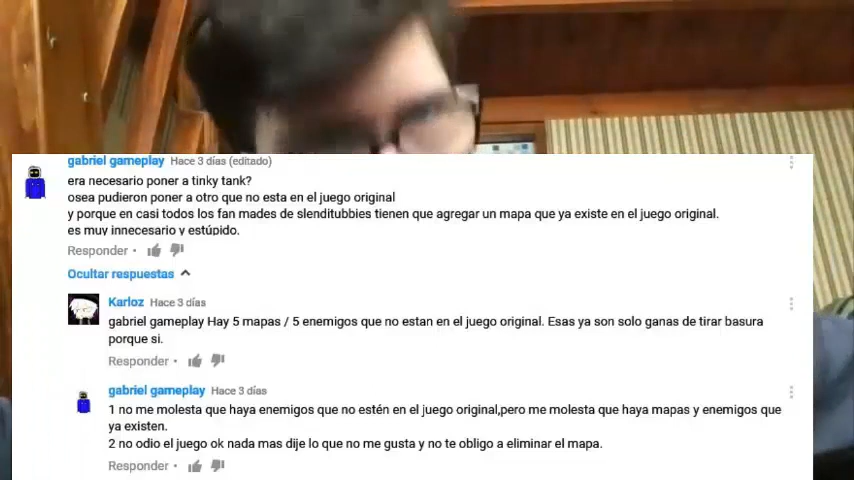 gabriel gameplay Hace 3 días (editado)
era necesario poner a tinky tank?
osea pudieron poner a otro que no esta en el juego original
y porque en casi todos los fan mades de slenditubbies tienen que agregar un mapa que ya existe en el juego original.
es muy innecesario y estúpido.
Responder
Ocultar respuestas
Karloz Hace 3 días
gabriel gameplay Hay 5 mapas / 5 enemigos que no estan en el juego original. Esas ya son solo ganas de tirar basura
porque si.
Responder
gabriel gameplay Hace 3 días
1 no me molesta que haya enemigos que no estén en el juego original,pero me molesta que haya mapas y enemigos que
ya existen.
2 no odio el juego ok nada mas dije lo que no me gusta y no te obligo a eliminar el mapa.
Responder